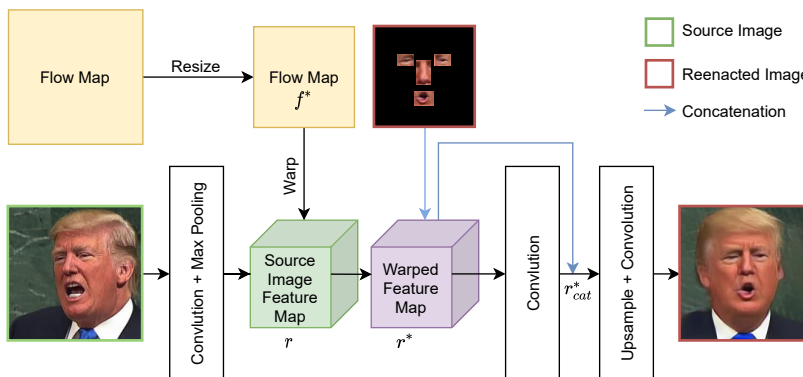 Flow Map
Resize
Flow Map
f*
Source Image
Reenacted Image
Concatenation
Warp
Convlution + Max Pooling
Source
Image
Feature
Map
r
Warped
Feature
Map
r*
Convlution
r*cat
Upsample + Convolution